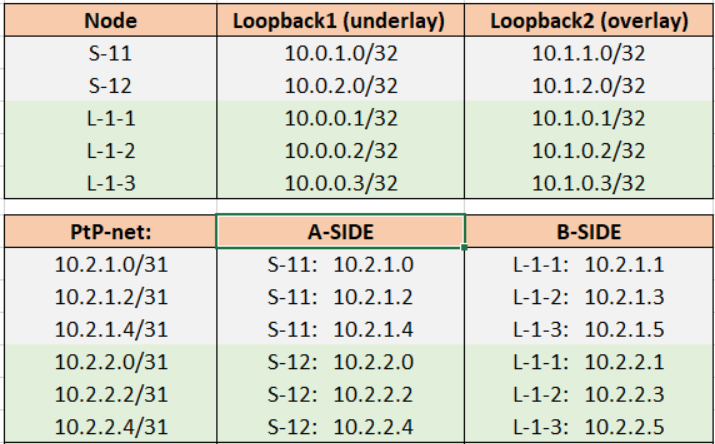 Node Loopback1 (underlay) Loopback2 (overlay)
S-11 10.0.1.0/32 10.1.1.0/32
S-12 10.0.2.0/32 10.1.2.0/32
L-1-1 10.0.0.1/32 10.1.0.1/32
L-1-2 10.0.0.2/32 10.1.0.2/32
L-1-3 10.0.0.3/32 10.1.0.3/32
PtP-net: A-SIDE B-SIDE
10.2.1.0/31 S-11: 10.2.1.0 L-1-1: 10.2.1.1
10.2.1.2/31 S-11: 10.2.1.2 L-1-2: 10.2.1.3
10.2.1.4/31 S-11: 10.2.1.4 L-1-3: 10.2.1.5
10.2.2.0/31 S-12: 10.2.2.0 L-1-1: 10.2.2.1
10.2.2.2/31 S-12: 10.2.2.2 L-1-2: 10.2.2.3
10.2.2.4/31 S-12: 10.2.2.4 L-1-3: 10.2.2.5